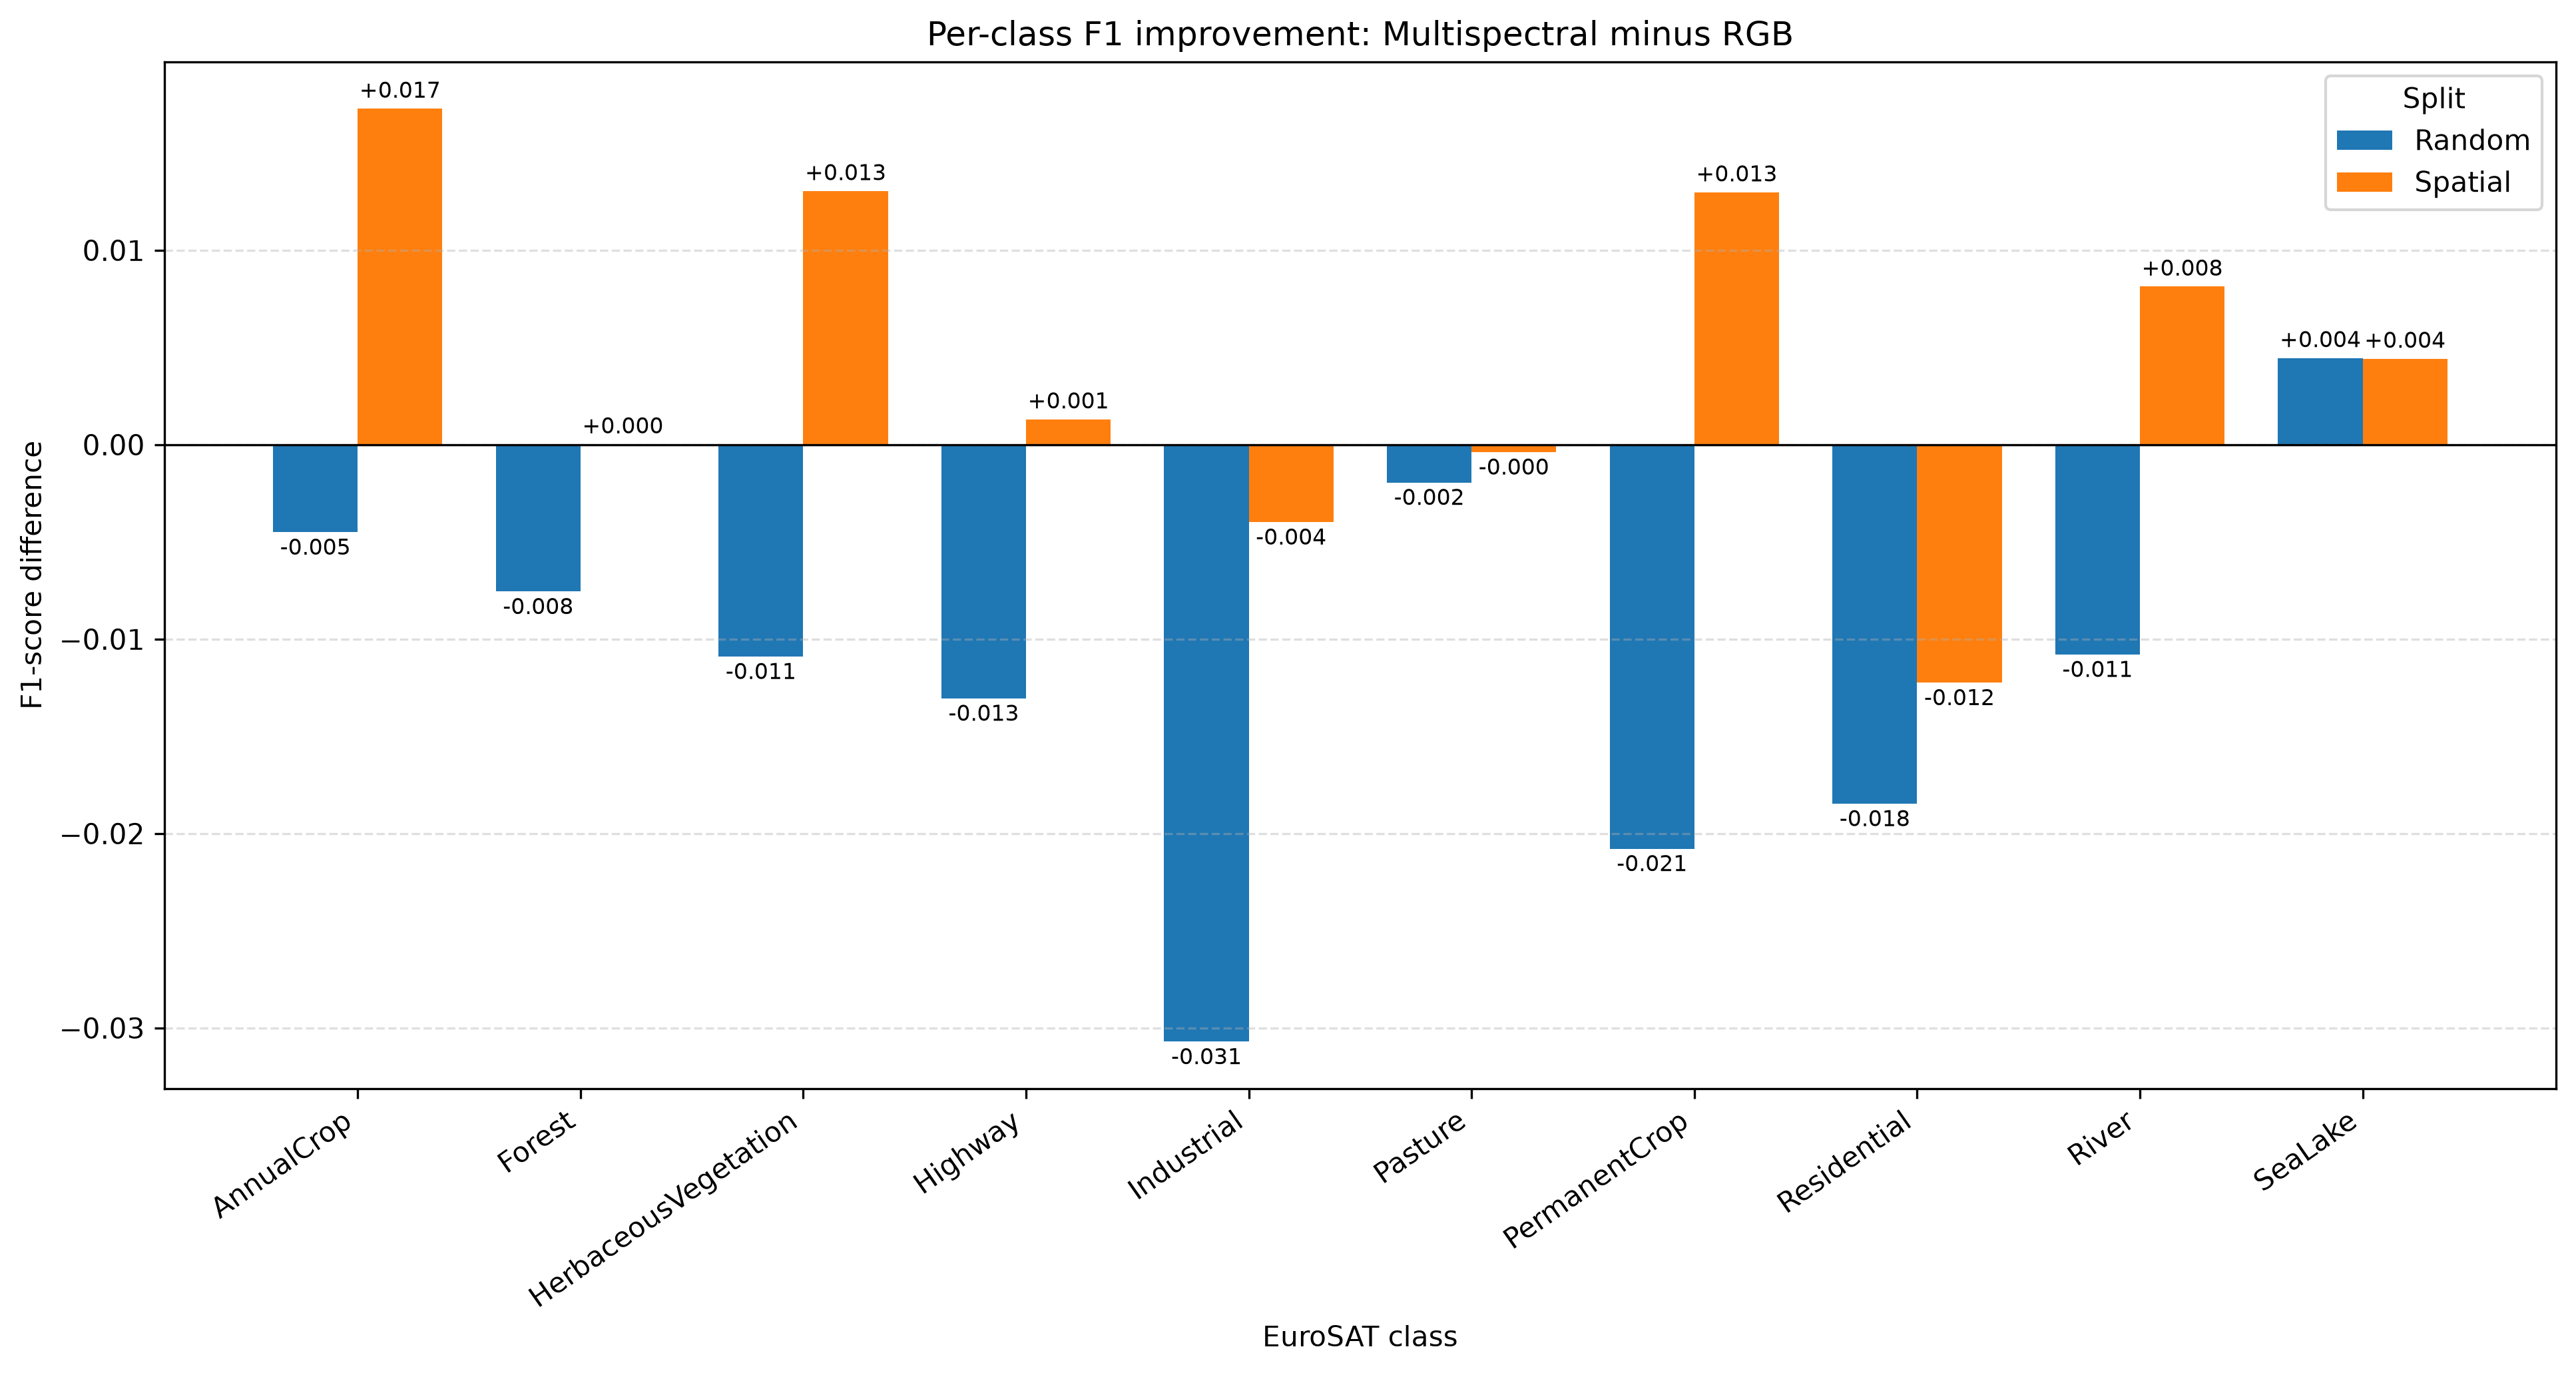 Per-class F1 improvement: Multispectral minus RGB
Split
Random
Spatial
F1-score difference
0.01
0.00
−0.01
−0.02
−0.03
+0.017
-0.005
+0.000
-0.008
+0.013
-0.011
+0.001
-0.013
-0.031
-0.004
-0.002
-0.000
+0.013
-0.021
-0.018
-0.012
+0.008
-0.011
+0.004
+0.004
AnnualCrop
Forest
HerbaceousVegetation
Highway
Industrial
Pasture
PermanentCrop
Residential
River
SeaLake
EuroSAT class